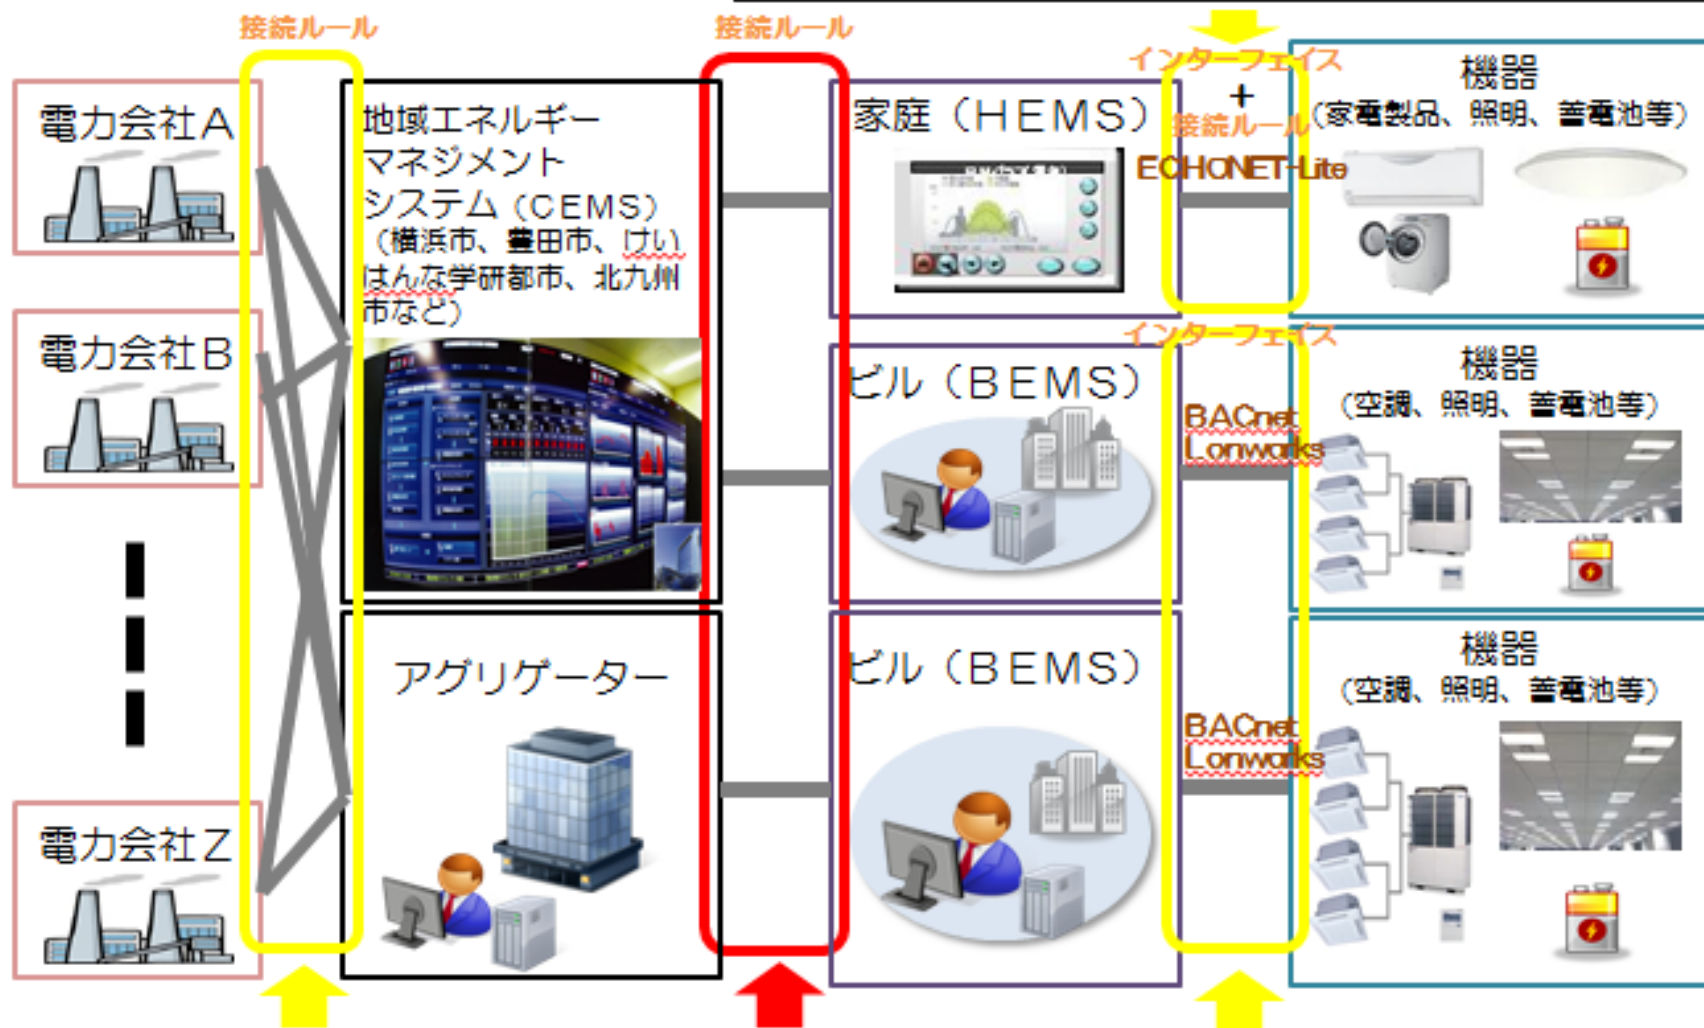 接続ルール
接続ルール
インターフェイス
+
接続ルール
ECHONET-Lite
電力会社A
電力会社B
電力会社Z
地域エネルギー
マネジメント
システム（CEMS）
（横浜市、豊田市、けい
はんな学研都市、北九州
市など）
アグリゲーター
家庭（HEMS）
ビル（BEMS）
ビル（BEMS）
インターフェイス
BACnet
Lonworks
BACnet
Lonworks
機器
（家電製品、照明、蓄電池等）
機器
（空調、照明、蓄電池等）
機器
（空調、照明、蓄電池等）